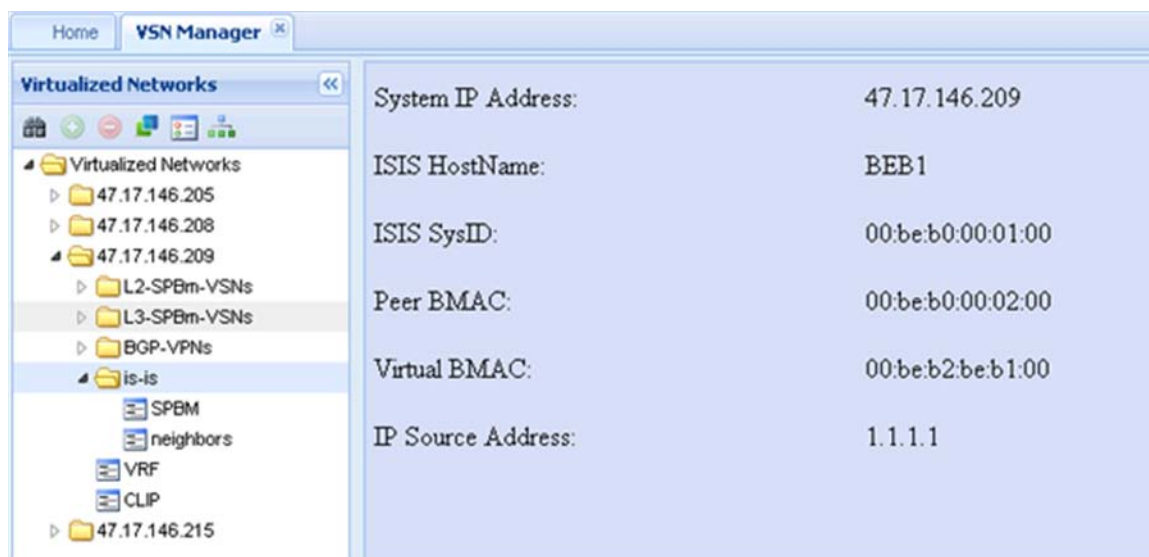 Home
VSN Manager
Virtualized Networks
Virtualized Networks
47.17.146.205
47.17.146.208
47.17.146.209
L2-SPBm-VSNs
L3-SPBm-VSNs
BGP-VPNs
is-is
SPBM
neighbors
VRF
CLIP
47.17.146.215
System IP Address: 47.17.146.209
ISIS HostName: BEB1
ISIS SysID: 00:be:b0:00:01:00
Peer BMAC: 00:be:b0:00:02:00
Virtual BMAC: 00:be:b2:be:b1:00
IP Source Address: 1.1.1.1